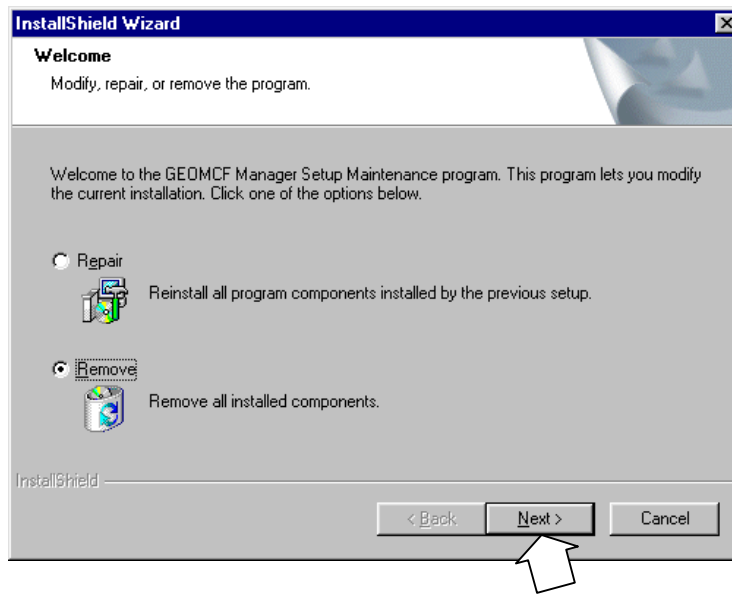 InstallShield Wizard
Welcome
Modify, repair, or remove the program.
Welcome to the GEOMCF Manager Setup Maintenance program. This program lets you modify
the current installation. Click one of the options below.
Repair
Reinstall all program components installed by the previous setup.
Remove
Remove all installed components.
InstallShield
< Back
Next >
Cancel